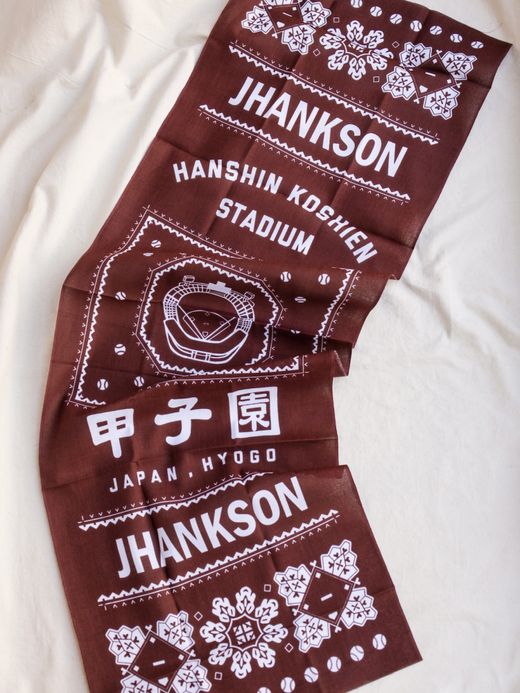 JHANKSON
HANSHIN KOSHIEN
STADIUM
甲子園
JAPAN , HYOGO
JHANKSON